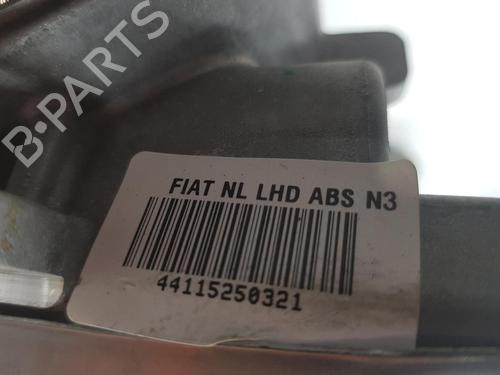 B-PARTS
FIAT NL LHD ABS N3
44115250321